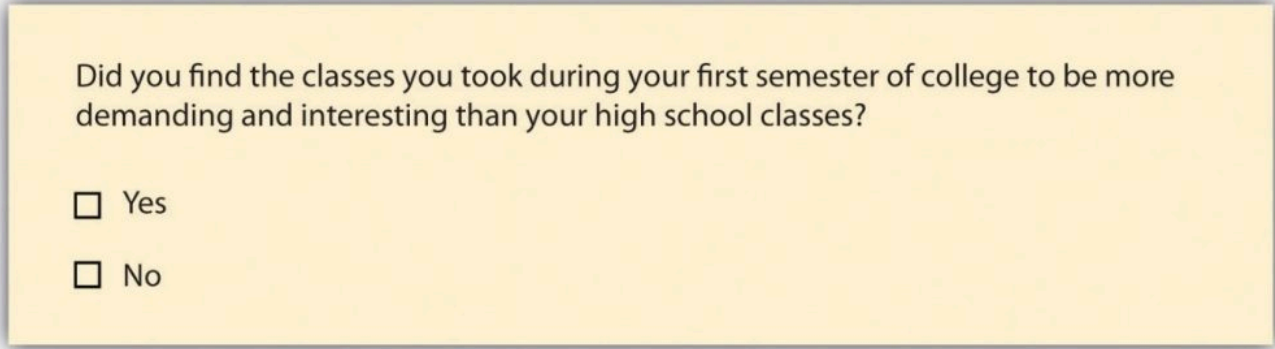 Did you find the classes you took during your first semester of college to be more
demanding and interesting than your high school classes?
Yes
No